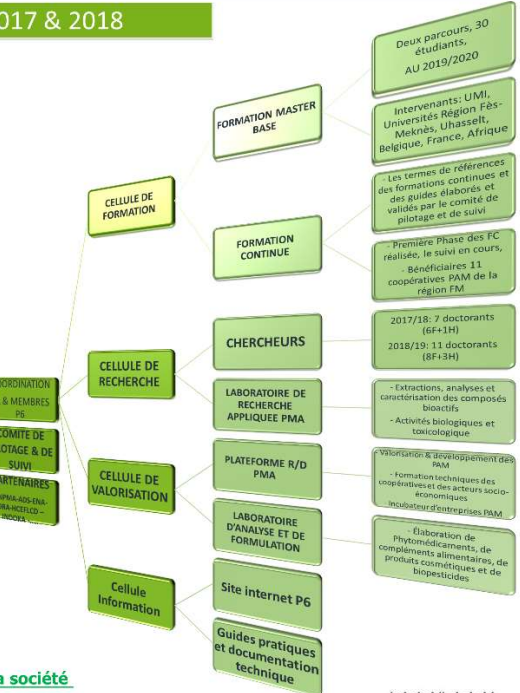 017 & 2018
Deux parcours, 30
étudiants,
AU 2019/2020
FORMATION MASTER
BASE
Intervenants: UMI,
Universités Région Fès-
Meknès, Uhasselt,
Belgique, France, Afrique
CELLULE DE
FORMATION
- Les termes de références
des formations continues et
des guides élaborés et
validés par le comité de
pilotage et de suivi
FORMATION
CONTINUE
- Première Phase des FC
réalisée, le suivi en cours,
- Bénéficiaires 11
coopératives PAM de la
région FM
CHERCHEURS
2017/18: 7 doctorants
(6F+1H)
2018/19: 11 doctorants
(8F+3H)
CELLULE DE
RECHERCHE
LABORATOIRE DE
RECHERCHE
APPLIQUEE PMA
- Extractions, analyses et
caractérisation des composés
bioactifs
- Activités biologiques et
toxicologique
ORDINATION
& MEMBRES
P6
COMITE DE
LOTAGE & DE
SUIVI
ARTENAIRES
CELLULE DE
VALORISATION
PLATEFORME R/D
PMA
- Valorisation & développement des
PAM
- Formation techniques des
coopératives et des acteurs socio-
économiques
Incubateur d'entreprises PAM
LABORATOIRE
D'ANALYSE ET DE
FORMULATION
- Élaboration de
Phytomédicaments, de
compléments alimentaires, de
produits cosmétiques et de
biopesticides
Cellule
Information
Site internet P6
Guides pratiques
et documentation
technique
a société